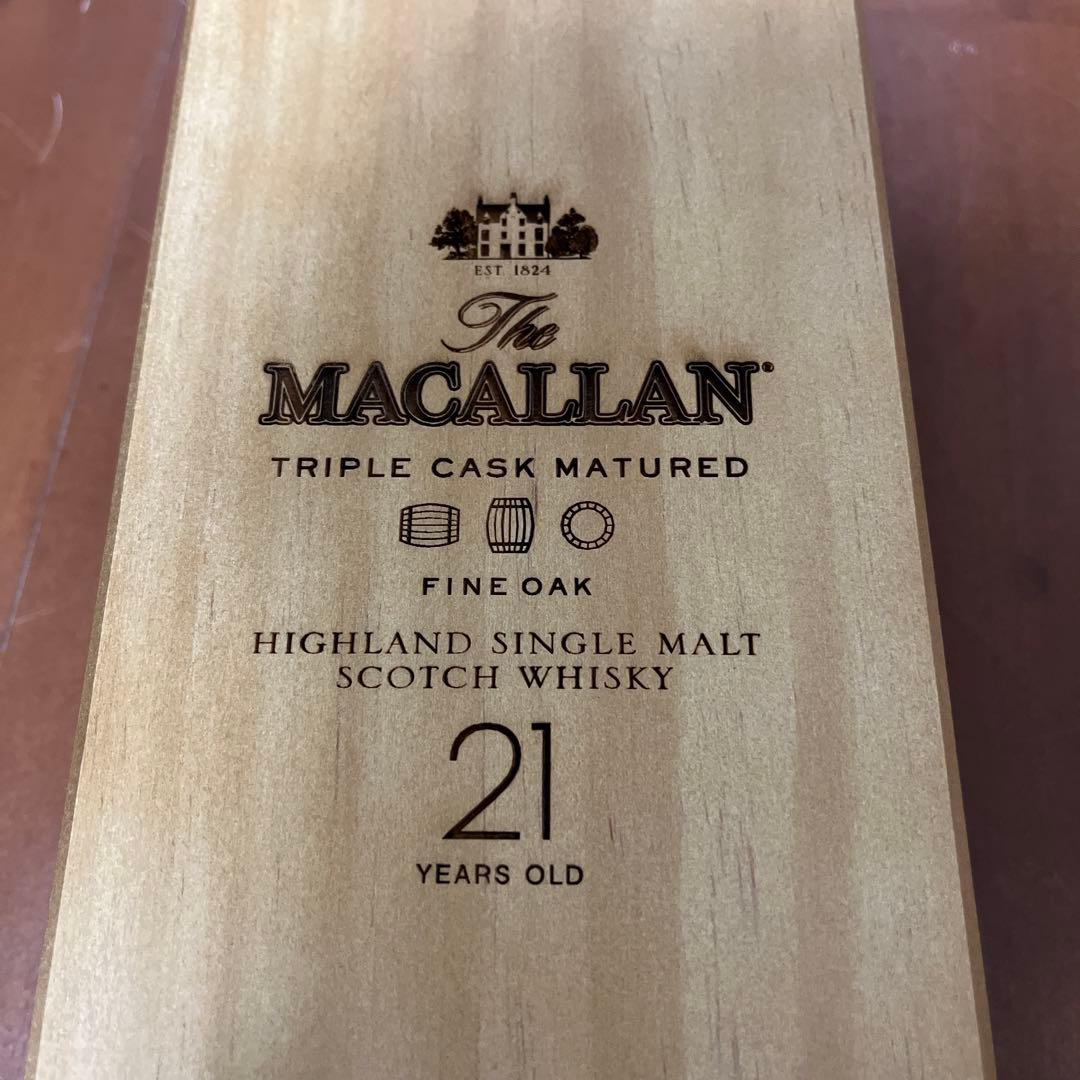 EST. 1824
The
MACALLAN®
TRIPLE CASK MATURED
FINE OAK
HIGHLAND SINGLE MALT
SCOTCH WHISKY
21
YEARS OLD